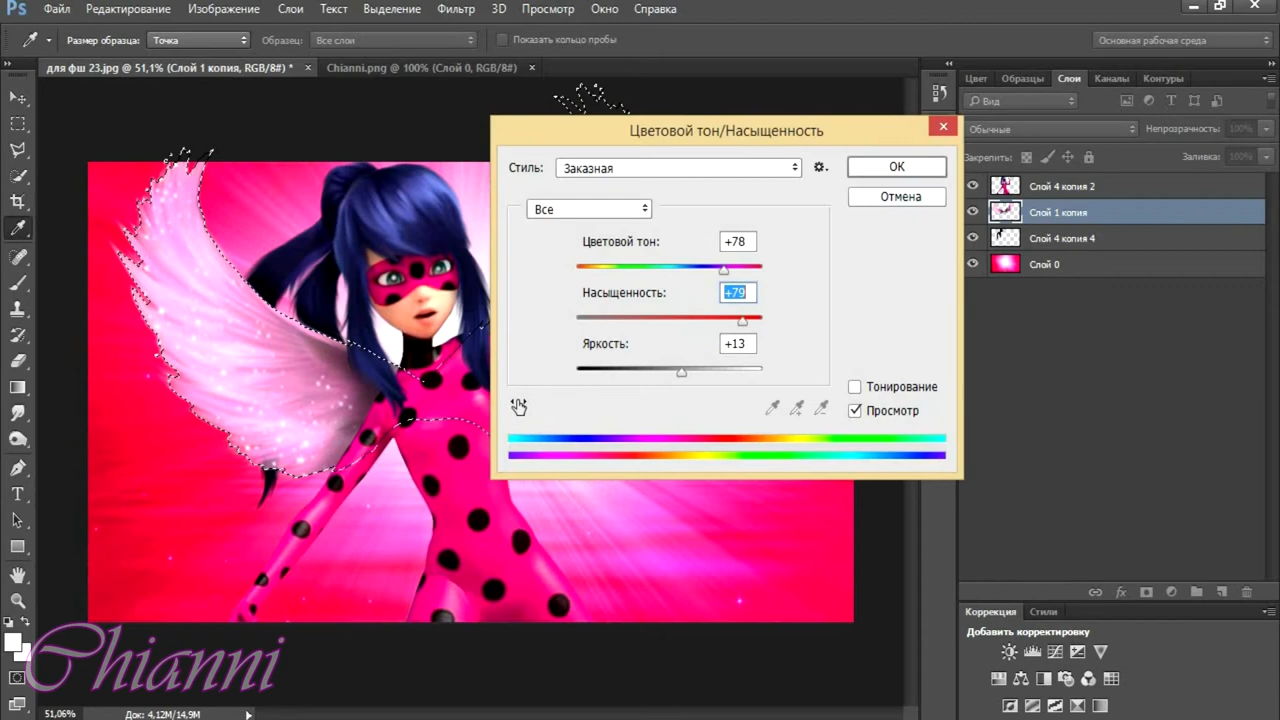 Ps Файл Редактирование Изображение Слои Текст Выделение Фильтр 3D Просмотр Окно Справка
Размер образца: Точка Образец: Все слои Показать кольцо пробы Основная рабочая среда
для фш 23.jpg @ 51,1% (Слой 1 копия, RGB/8#) * × Chianni.png @ 100% (Слой 0, RGB/8#) ×
Цвет Образцы Слои Каналы Контуры
Вид
Обычные Непрозрачность: 100%
Закрепить: Заливка: 100%
Слой 4 копия 2
Слой 1 копия
Слой 4 копия 4
Слой 0
Цветовой тон/Насыщенность
Стиль: Заказная
OK
Отмена
Все
Цветовой тон: +78
Насыщенность: +79
Яркость: +13
Тонирование
Просмотр
Коррекция Стили
Добавить корректировку
Chianni
51,06% Док: 4,12M/14,9M